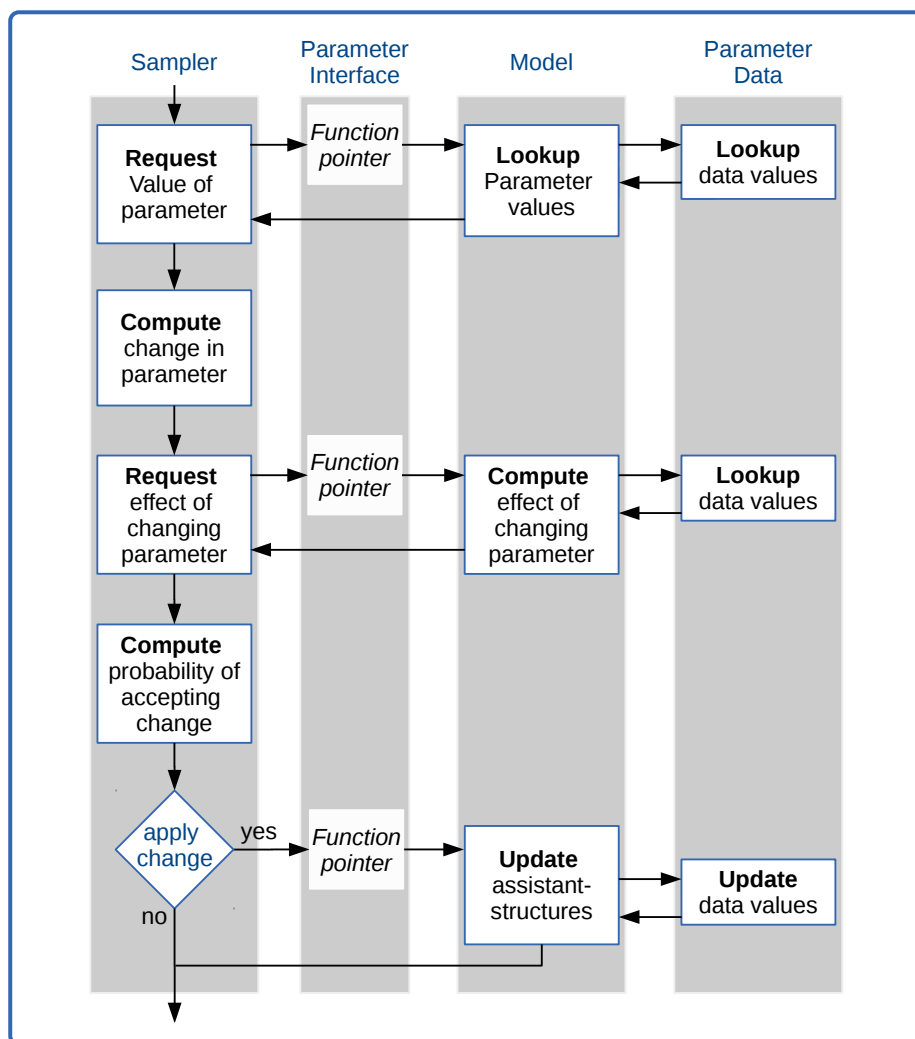 Sampler
Parameter
Interface
Model
Parameter
Data
Request
Value of
parameter
Function
pointer
Lookup
Parameter
values
Lookup
data values
Compute
change in
parameter
Request
effect of
changing
parameter
Function
pointer
Compute
effect of
changing
parameter
Lookup
data values
Compute
probability of
accepting
change
apply
change
yes
no
Function
pointer
Update
assistant-
structures
Update
data values